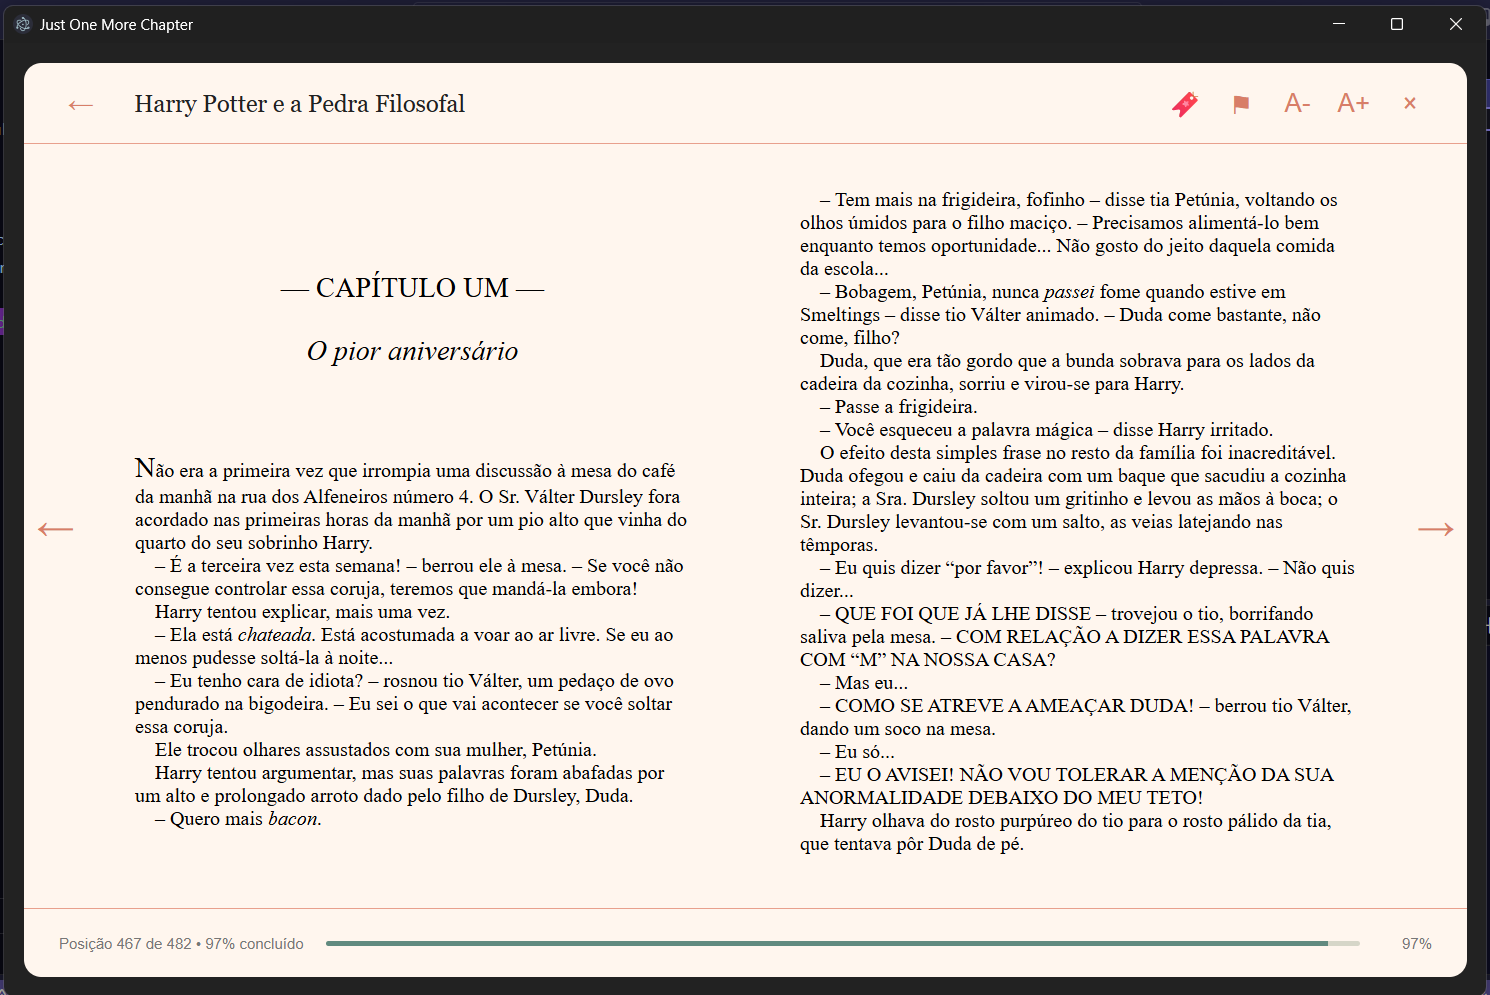 Just One More Chapter
← Harry Potter e a Pedra Filosofal
A- A+ ×
— CAPÍTULO UM —
O pior aniversário
Não era a primeira vez que irrompia uma discussão à mesa do café
da manhã na rua dos Alfeneiros número 4. O Sr. Válter Dursley fora
acordado nas primeiras horas da manhã por um pio alto que vinha do
quarto do seu sobrinho Harry.
– É a terceira vez esta semana! – berrou ele à mesa. – Se você não
consegue controlar essa coruja, teremos que mandá-la embora!
Harry tentou explicar, mais uma vez.
– Ela está chateada. Está acostumada a voar ao ar livre. Se eu ao
menos pudesse soltá-la à noite...
– Eu tenho cara de idiota? – rosnou tio Válter, um pedaço de ovo
pendurado na bigodeira. – Eu sei o que vai acontecer se você soltar
essa coruja.
Ele trocou olhares assustados com sua mulher, Petúnia.
Harry tentou argumentar, mas suas palavras foram abafadas por
um alto e prolongado arroto dado pelo filho de Dursley, Duda.
– Quero mais bacon.
– Tem mais na frigideira, fofinho – disse tia Petúnia, voltando os
olhos úmidos para o filho maciço. – Precisamos alimentá-lo bem
enquanto temos oportunidade... Não gosto do jeito daquela comida
da escola...
– Bobagem, Petúnia, nunca passei fome quando estive em
Smeltings – disse tio Válter animado. – Duda come bastante, não
come, filho?
Duda, que era tão gordo que a bunda sobrava para os lados da
cadeira da cozinha, sorriu e virou-se para Harry.
– Passe a frigideira.
– Você esqueceu a palavra mágica – disse Harry irritado.
O efeito desta simples frase no resto da família foi inacreditável.
Duda ofegou e caiu da cadeira com um baque que sacudiu a cozinha
inteira; a Sra. Dursley soltou um gritinho e levou as mãos à boca; o
Sr. Dursley levantou-se com um salto, as veias latejando nas
têmporas.
– Eu quis dizer “por favor”! – explicou Harry depressa. – Não quis
dizer...
– QUE FOI QUE JÁ LHE DISSE – trovejou o tio, borrifando
saliva pela mesa. – COM RELAÇÃO A DIZER ESSA PALAVRA
COM “M” NA NOSSA CASA?
– Mas eu...
– COMO SE ATREVE A AMEAÇAR DUDA! – berrou tio Válter,
dando um soco na mesa.
– Eu só...
– EU O AVISEI! NÃO VOU TOLERAR A MENÇÃO DA SUA
ANORMALIDADE DEBAIXO DO MEU TETO!
Harry olhava do rosto purpúreo do tio para o rosto pálido da tia,
que tentava pôr Duda de pé.
Posição 467 de 482 • 97% concluído
97%